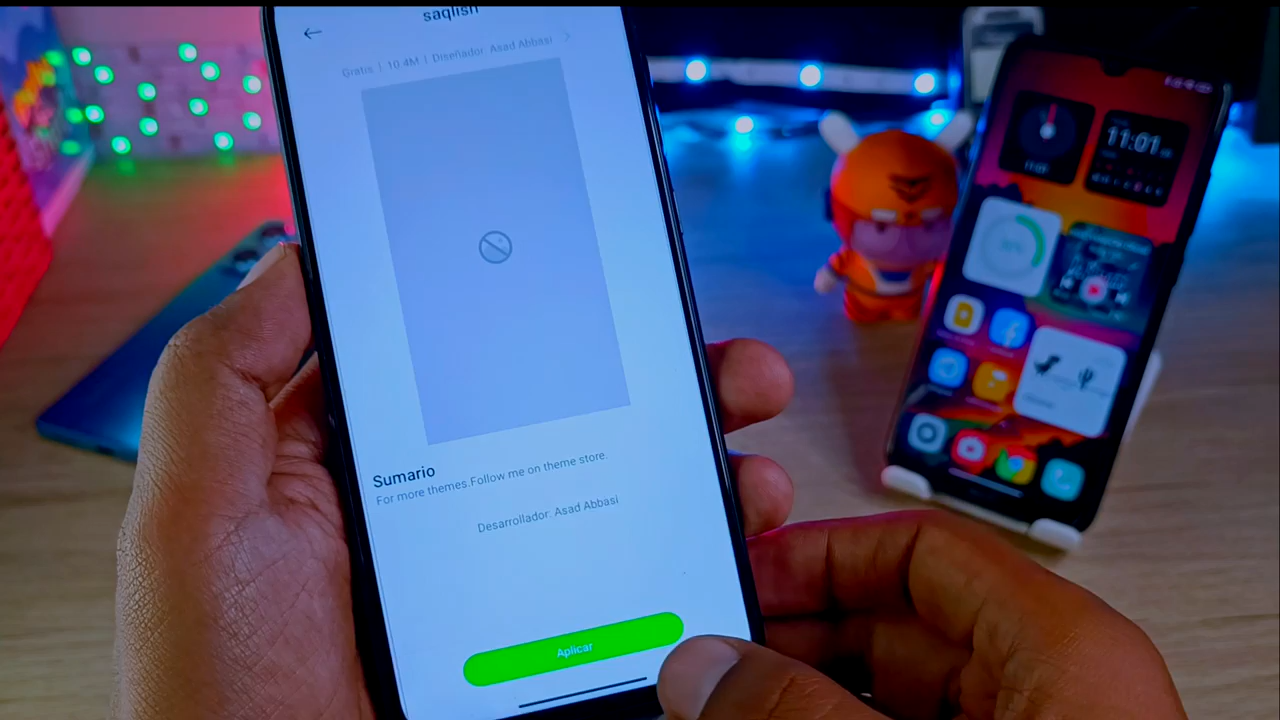 saqlish
Gratis | 10.4M | Diseñador: Asad Abbasi
Sumario
For more themes.Follow me on theme store.
Desarrollador: Asad Abbasi
Aplicar
11:01